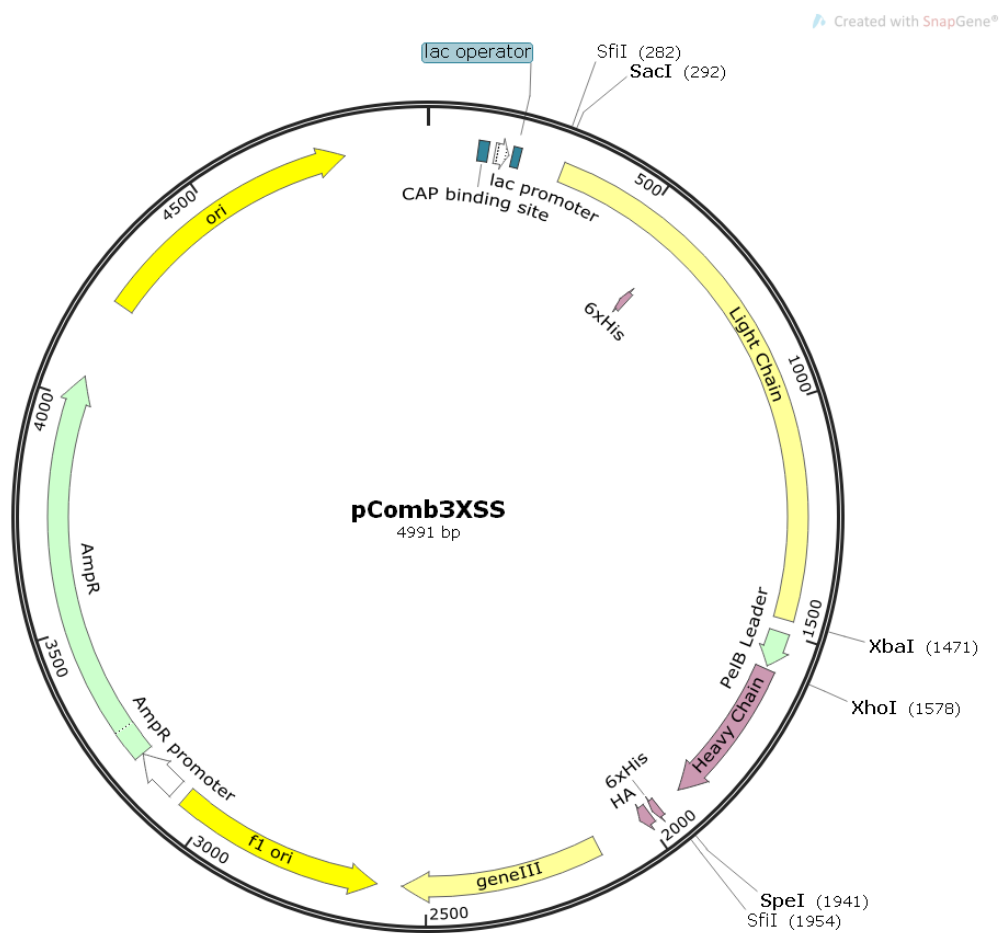 Created with SnapGene®
lac operator
SfiI (282)
SacI (292)
CAP binding site
lac promoter
500
Light Chain
6xHis
1000
1500
PelB Leader
XbaI (1471)
XhoI (1578)
Heavy Chain
6xHis
HA
2000
SpeI (1941)
SfiI (1954)
geneIII
2500
f1 ori
3000
AmpR promoter
AmpR
3500
4000
ori
4500
pComb3XSS
4991 bp